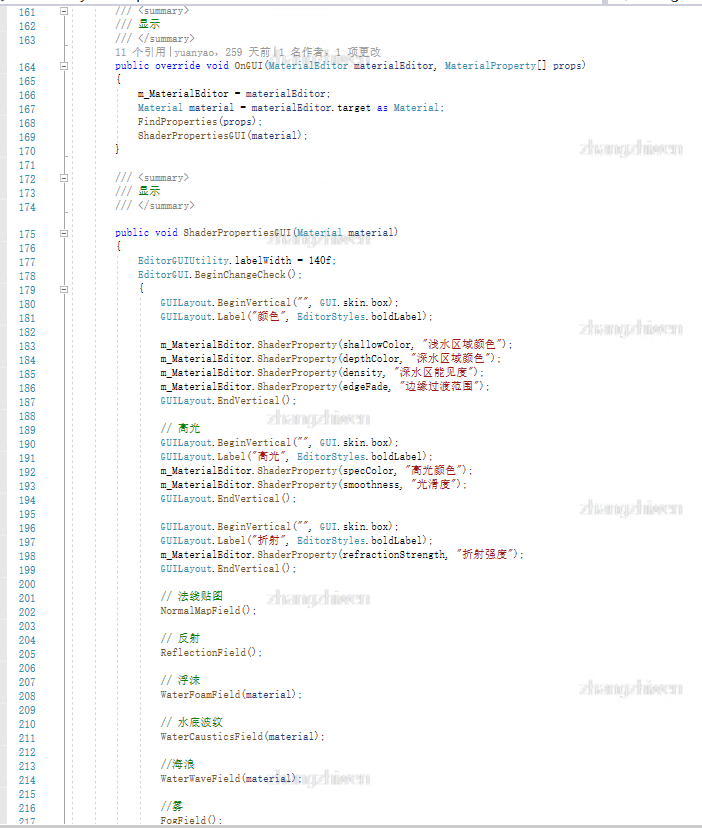 161 /// <summary>
162 /// 显示
163 /// </summary>
11 个引用|yuanyao，259 天前|1 名作者，1 项更改
164 public override void OnGUI(MaterialEditor materialEditor, MaterialProperty[] props)
165 {
166 m_MaterialEditor = materialEditor;
167 Material material = materialEditor.target as Material;
168 FindProperties(props);
169 ShaderPropertiesGUI(material);
170 }
171
172 /// <summary>
173 /// 显示
174 /// </summary>
175 public void ShaderPropertiesGUI(Material material)
176 {
177 EditorGUIUtility.labelWidth = 140f;
178 EditorGUI.BeginChangeCheck();
179 {
180 GUILayout.BeginVertical("", GUI.skin.box);
181 GUILayout.Label("颜色", EditorStyles.boldLabel);
182
183 m_MaterialEditor.ShaderProperty(shallowColor, "浅水区域颜色");
184 m_MaterialEditor.ShaderProperty(depthColor, "深水区域颜色");
185 m_MaterialEditor.ShaderProperty(density, "深水区能见度");
186 m_MaterialEditor.ShaderProperty(edgeFade, "边缘过渡范围");
187 GUILayout.EndVertical();
188
189 // 高光
190 GUILayout.BeginVertical("", GUI.skin.box);
191 GUILayout.Label("高光", EditorStyles.boldLabel);
192 m_MaterialEditor.ShaderProperty(specColor, "高光颜色");
193 m_MaterialEditor.ShaderProperty(smoothness, "光滑度");
194 GUILayout.EndVertical();
195
196 GUILayout.BeginVertical("", GUI.skin.box);
197 GUILayout.Label("折射", EditorStyles.boldLabel);
198 m_MaterialEditor.ShaderProperty(refractionStrength, "折射强度");
199 GUILayout.EndVertical();
200
201 // 法线贴图
202 NormalMapField();
203
204 // 反射
205 ReflectionField();
206
207 // 浮沫
208 WaterFoamField(material);
209
210 // 水底波纹
211 WaterCausticsField(material);
212
213 //海浪
214 WaterWaveField(material);
215
216 //雾
217 FogField();